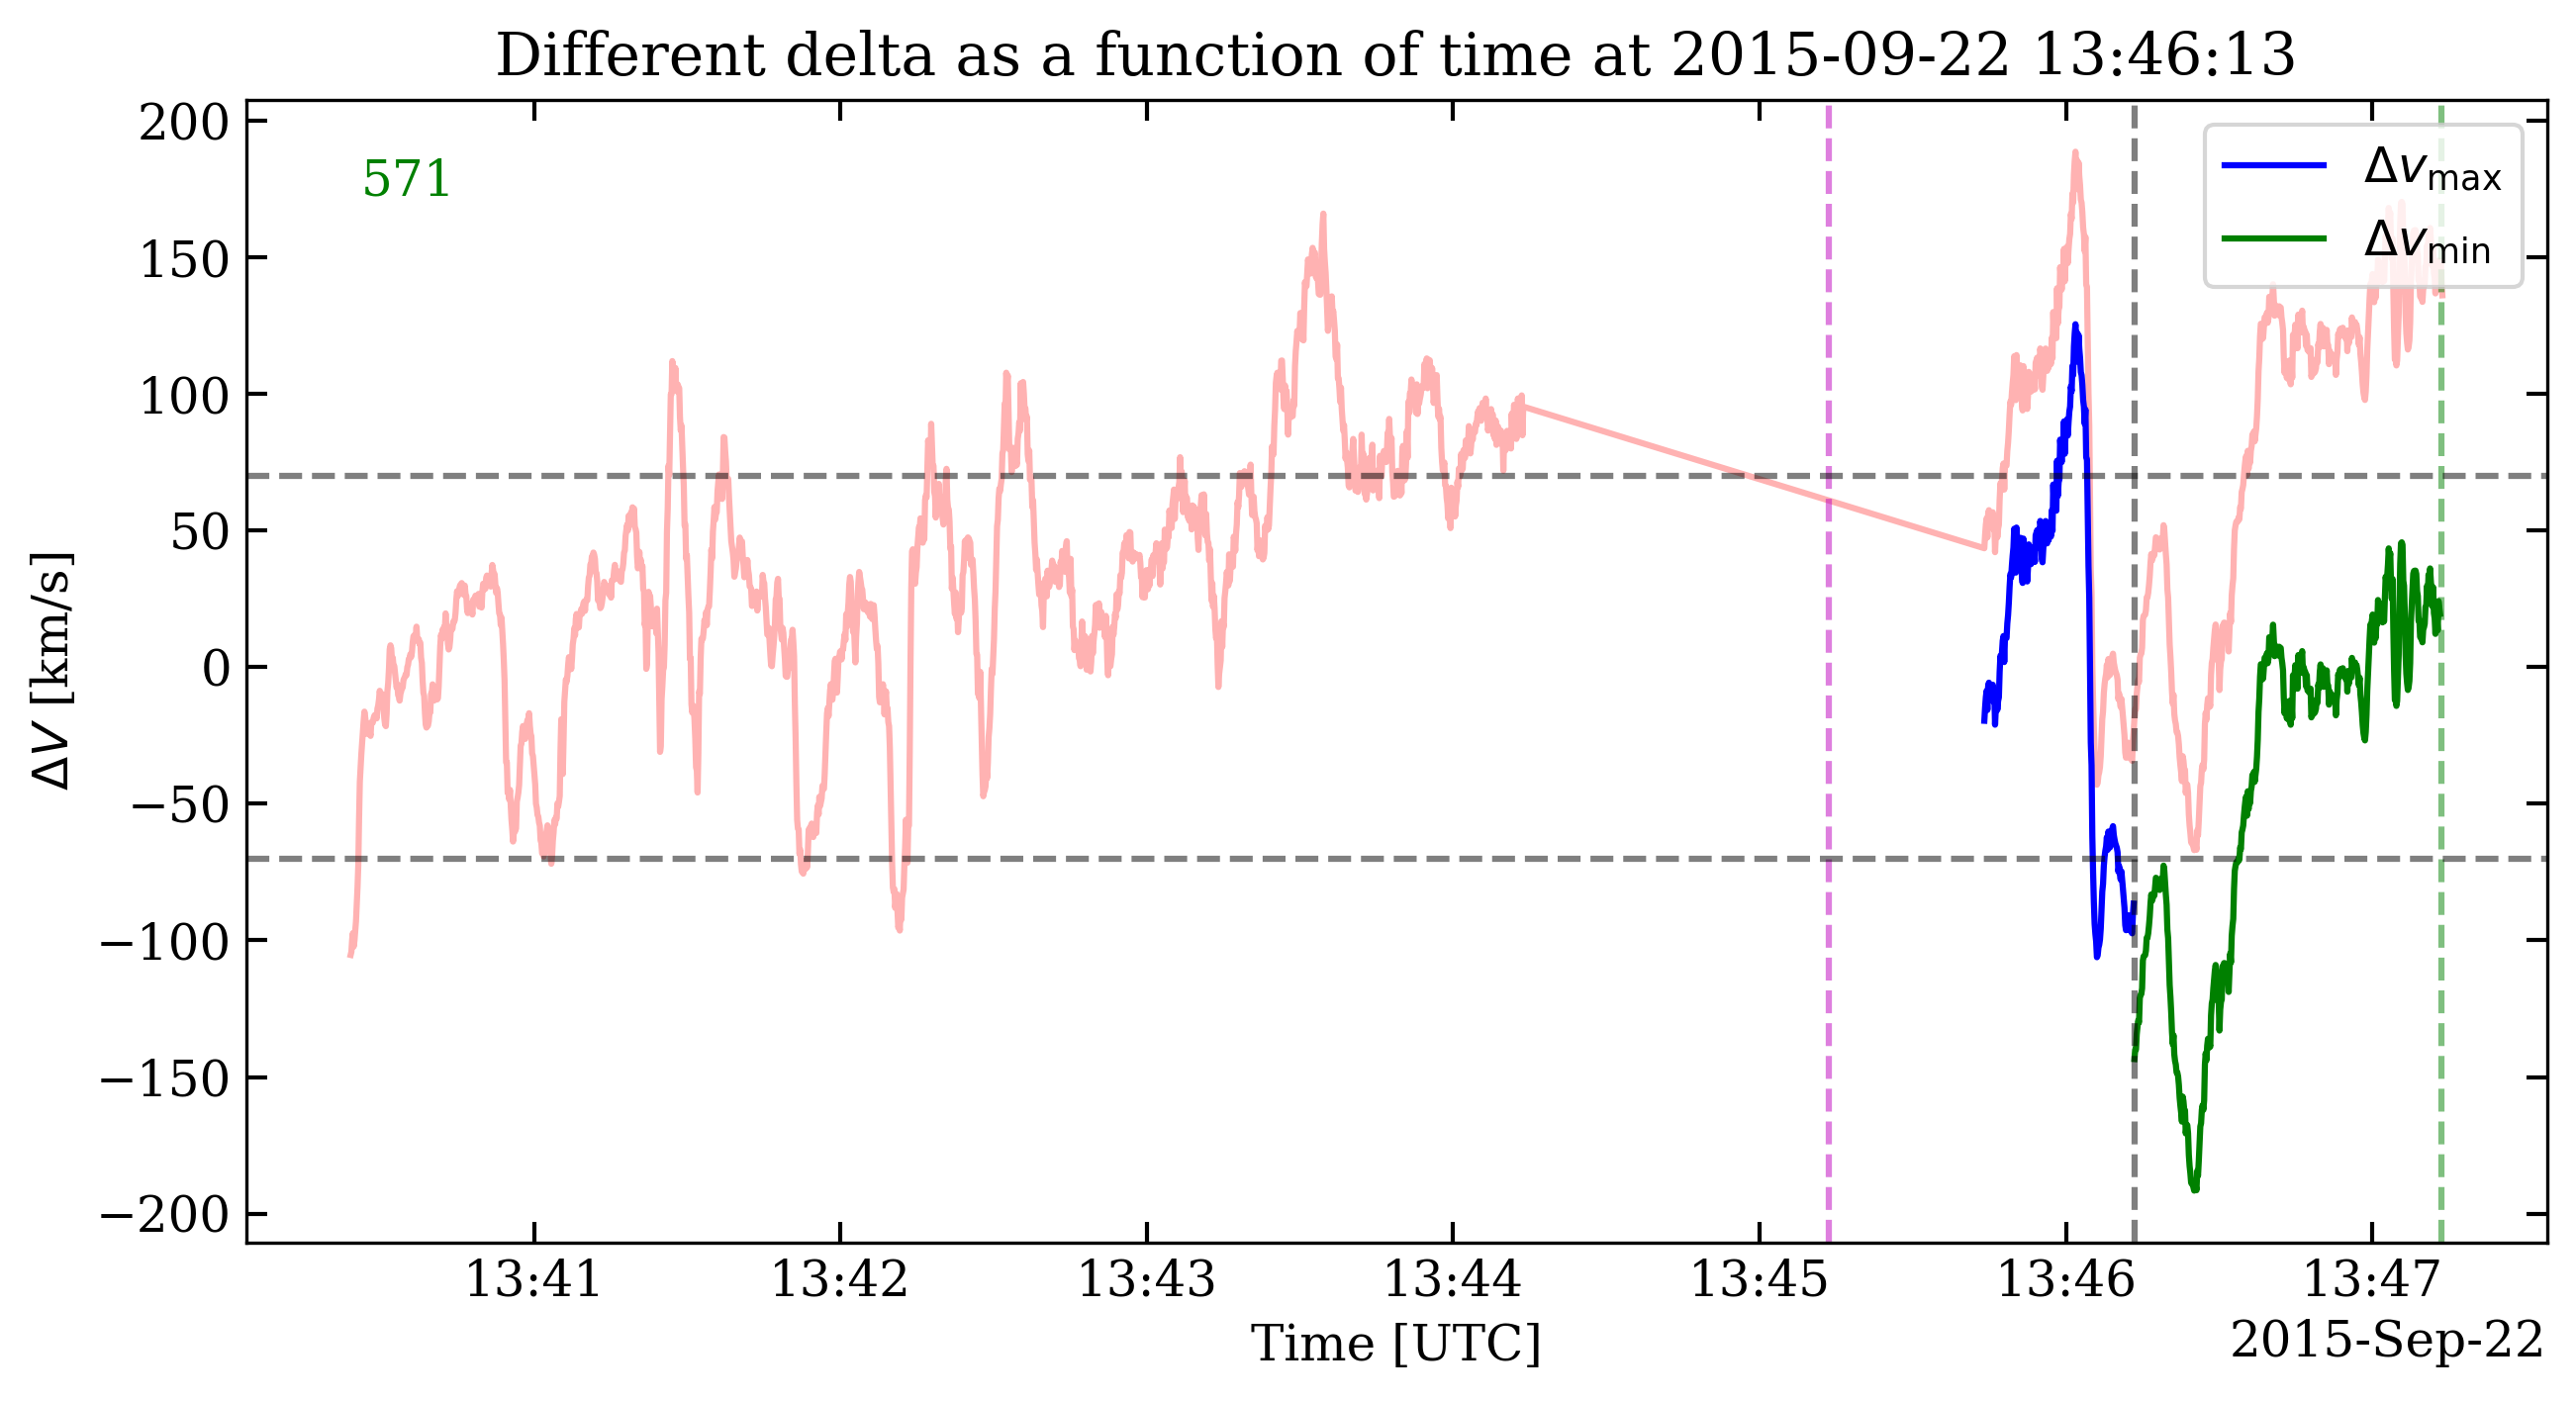 Different delta as a function of time at 2015-09-22 13:46:13
200
150
100
50
0
−50
−100
−150
−200
ΔV [km/s]
571
Δv_max
Δv_min
13:41 13:42 13:43 13:44 13:45 13:46 13:47
2015-Sep-22
Time [UTC]